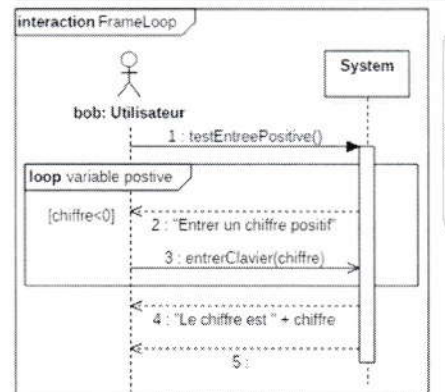 interaction FrameLoop
System
bob: Utilisateur
1 : testEntreePositive()
loop variable postive
[chiffre<0]
2 : "Entrer un chiffre positif"
3 : entrerClavier(chiffre)
4 : "Le chiffre est " + chiffre
5 :